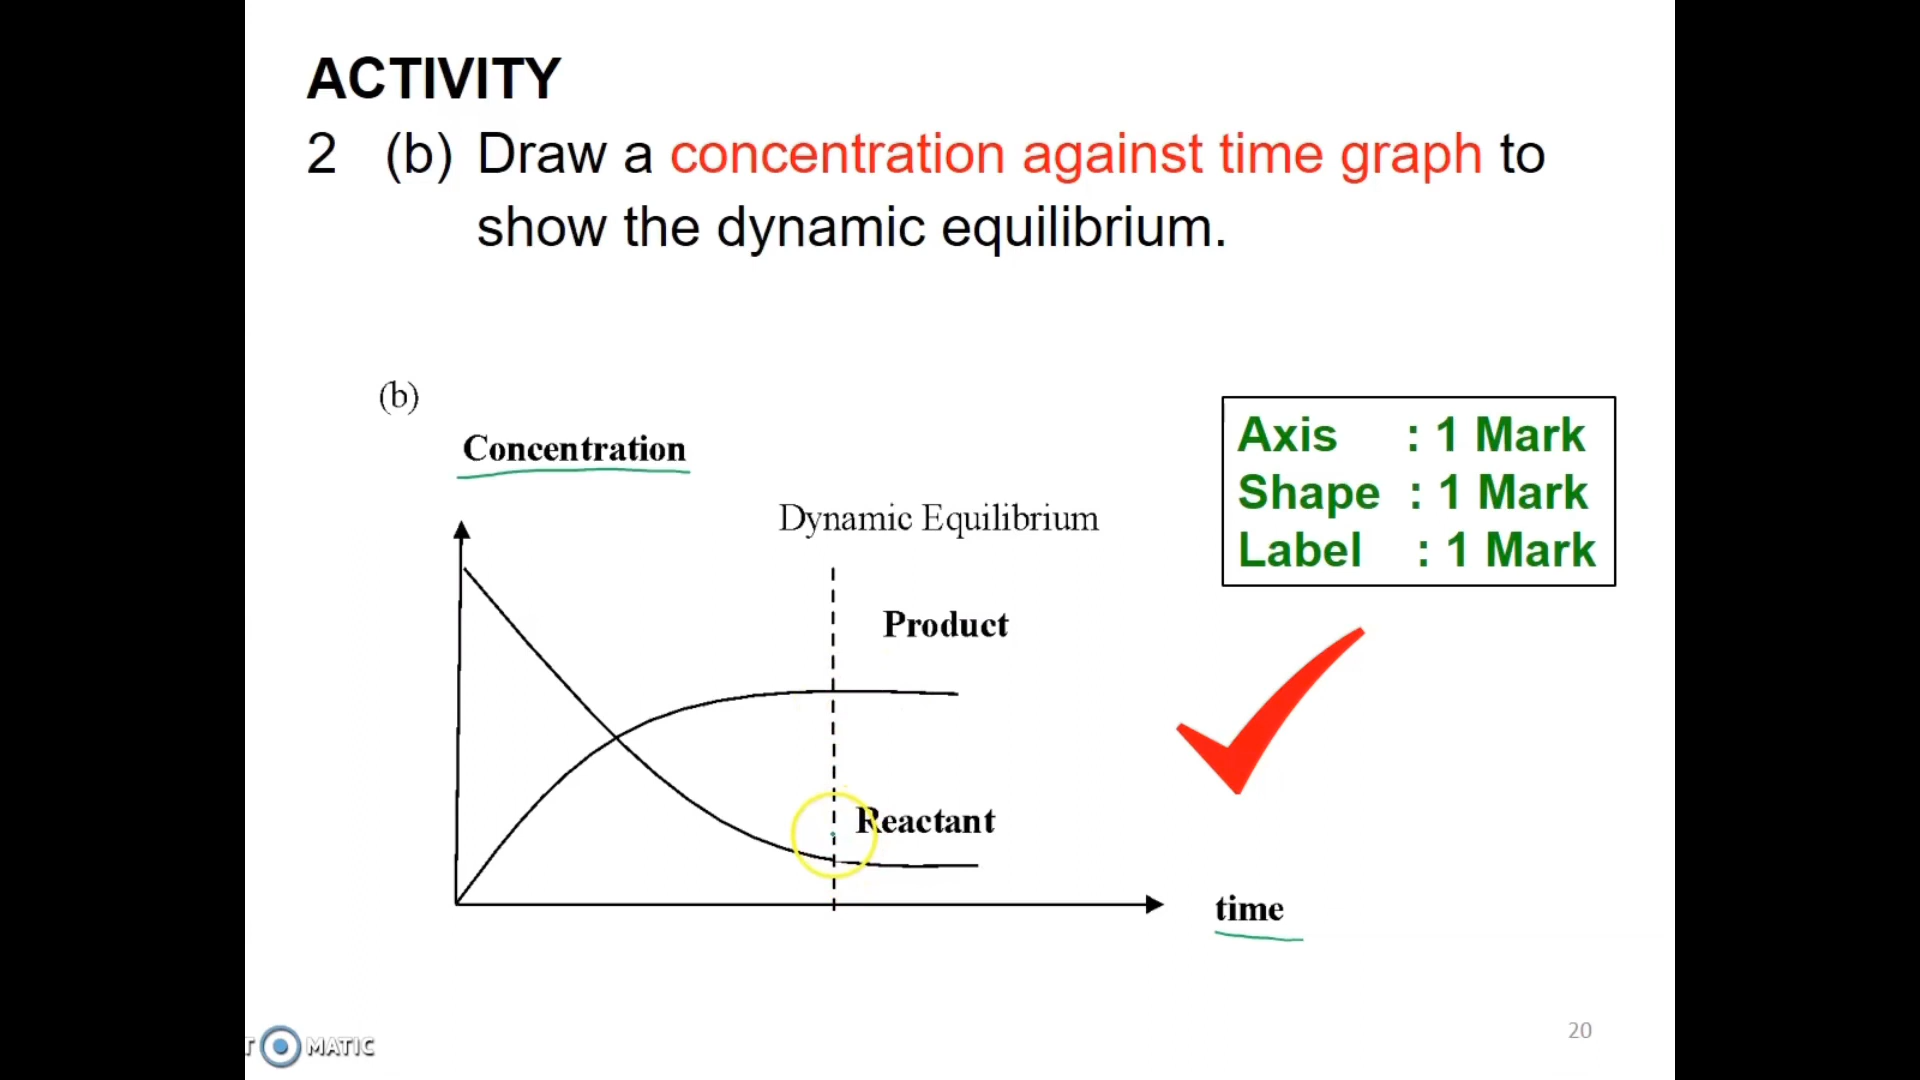 ACTIVITY
2 (b) Draw a concentration against time graph to
show the dynamic equilibrium.
(b)
Concentration
Dynamic Equilibrium
Product
Reactant
time
Axis : 1 Mark
Shape : 1 Mark
Label : 1 Mark
MATIC
20